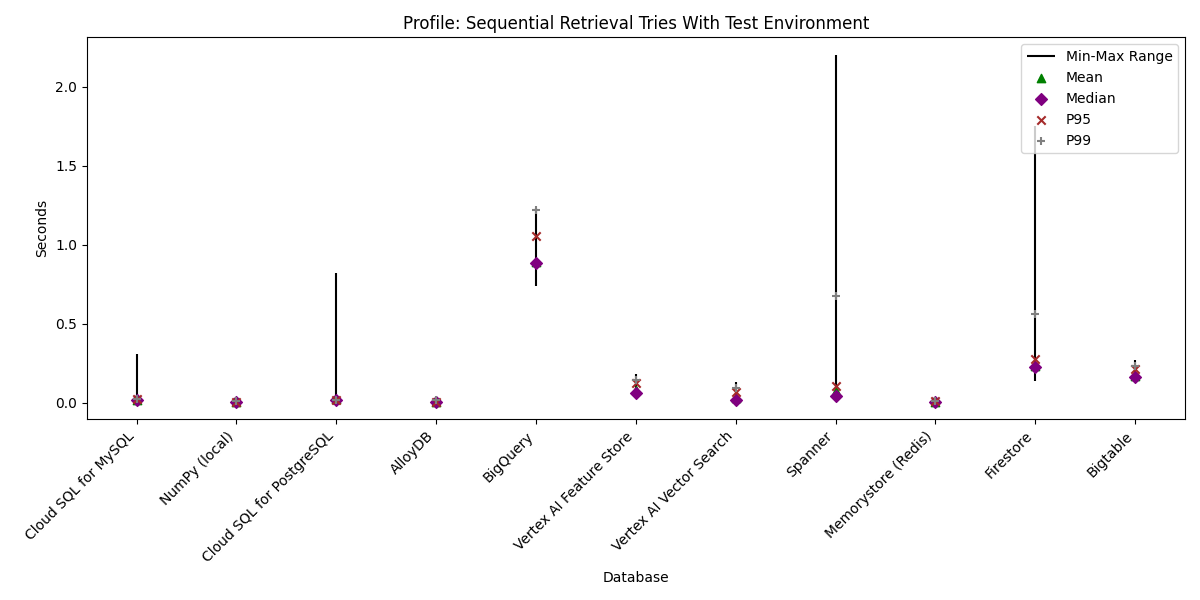 Profile: Sequential Retrieval Tries With Test Environment
Min-Max Range
Mean
Median
P95
P99
2.0
1.5
1.0
0.5
0.0
Seconds
Cloud SQL for MySQL
NumPy (local)
Cloud SQL for PostgreSQL
AlloyDB
BigQuery
Vertex AI Feature Store
Vertex AI Vector Search
Spanner
Memorystore (Redis)
Firestore
Bigtable
Database